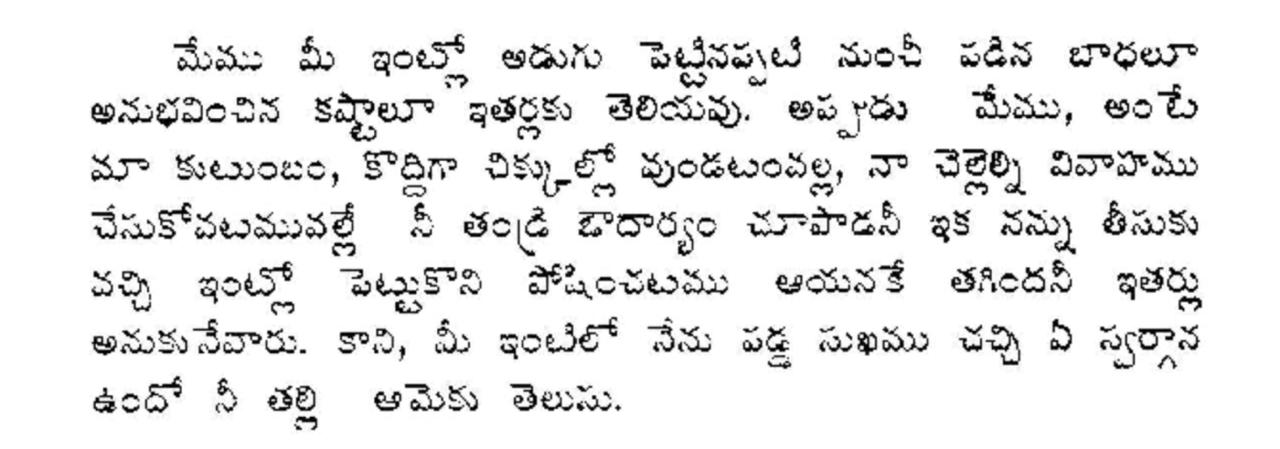 మేము మీ ఇంట్లో అడుగు పెట్టినప్పటి నుంచీ పడిన బాధలూ
అనుభవించిన కష్టాలూ ఇతర్లకు తెలియవు. అప్పుడు మేము, అంటే
మా కుటుంబం, కొద్దిగా చిక్కుల్లో వుండటంవల్ల, నా చెల్లెల్ని వివాహము
చేసుకోవటమువల్లే నీ తండ్రి ఔదార్యం చూపాడనీ ఇక నన్ను తీసుకు
వచ్చి ఇంట్లో పెట్టుకొని పోషించటము ఆయనకే తగిందనీ ఇతర్లు
అనుకునేవారు. కాని, మీ ఇంటిలో నేను పడ్డ సుఖము చచ్చి ఏ స్వర్గాన
ఉందో నీ తల్లి ఆమెకు తెలుసు.